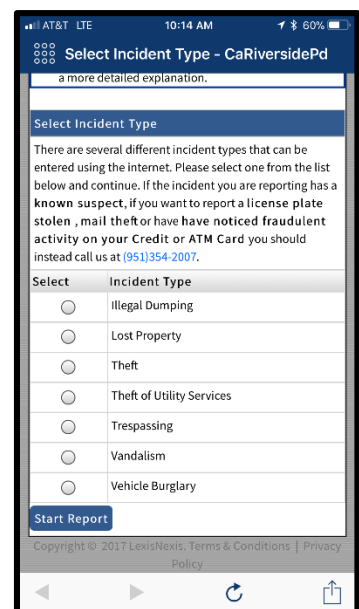 AT&T LTE 10:14 AM 60%
Select Incident Type - CaRiversidePd
a more detailed explanation.
Select Incident Type
There are several different incident types that can be
entered using the internet. Please select one from the list
below and continue. If the incident you are reporting has a
known suspect, if you want to report a license plate
stolen , mail theft or have have noticed fraudulent
activity on your Credit or ATM Card you should
instead call us at (951)354-2007.
Select Incident Type
Illegal Dumping
Lost Property
Theft
Theft of Utility Services
Trespassing
Vandalism
Vehicle Burglary
Start Report
Copyright © 2017 LexisNexis. Terms & Conditions | Privacy
Policy